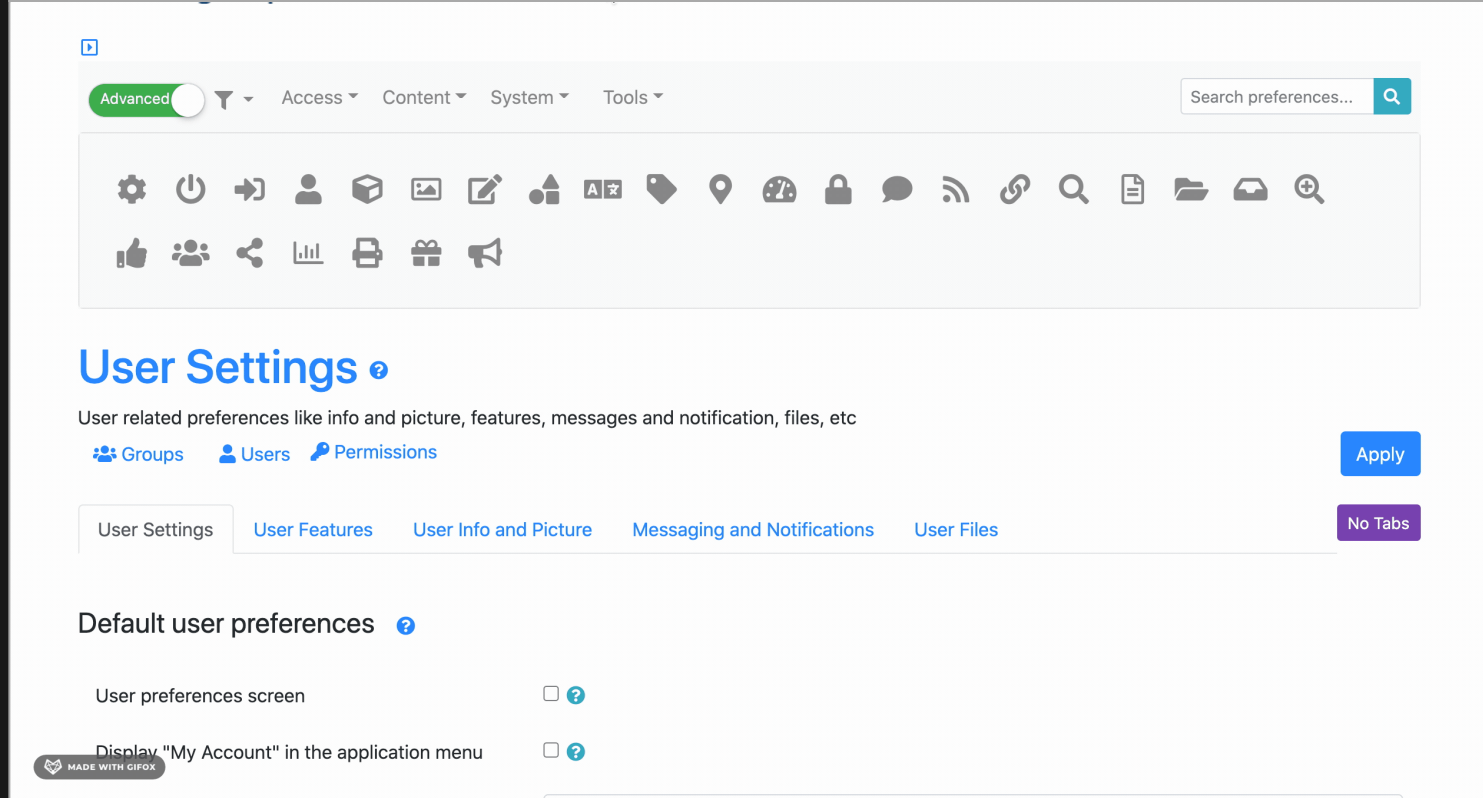 Advanced Access Content System Tools Search preferences...
A
User Settings
User related preferences like info and picture, features, messages and notification, files, etc
Groups Users Permissions
Apply
User Settings User Features User Info and Picture Messaging and Notifications User Files
No Tabs
Default user preferences
User preferences screen
Display "My Account" in the application menu
MADE WITH GIFOX